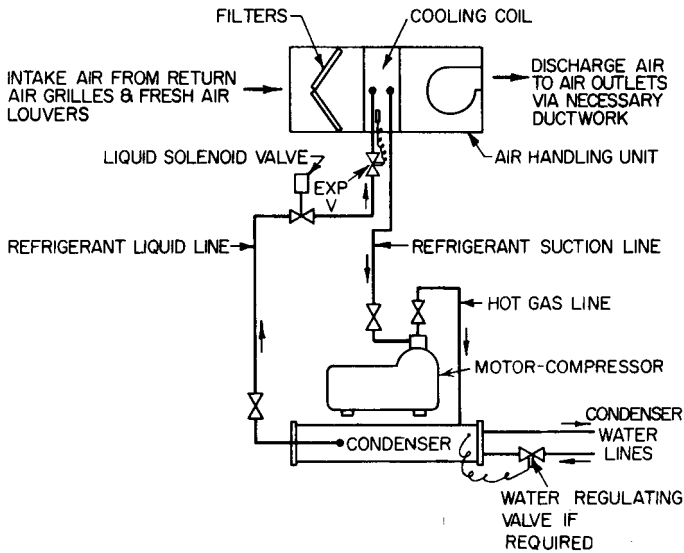 FILTERS
COOLING COIL
INTAKE AIR FROM RETURN
AIR GRILLES & FRESH AIR
LOUVERS
DISCHARGE AIR
TO AIR OUTLETS
VIA NECESSARY
DUCTWORK
LIQUID SOLENOID VALVE
AIR HANDLING UNIT
EXP
V
REFRIGERANT LIQUID LINE
REFRIGERANT SUCTION LINE
HOT GAS LINE
MOTOR-COMPRESSOR
CONDENSER
WATER
LINES
CONDENSER
WATER REGULATING
VALVE IF
REQUIRED